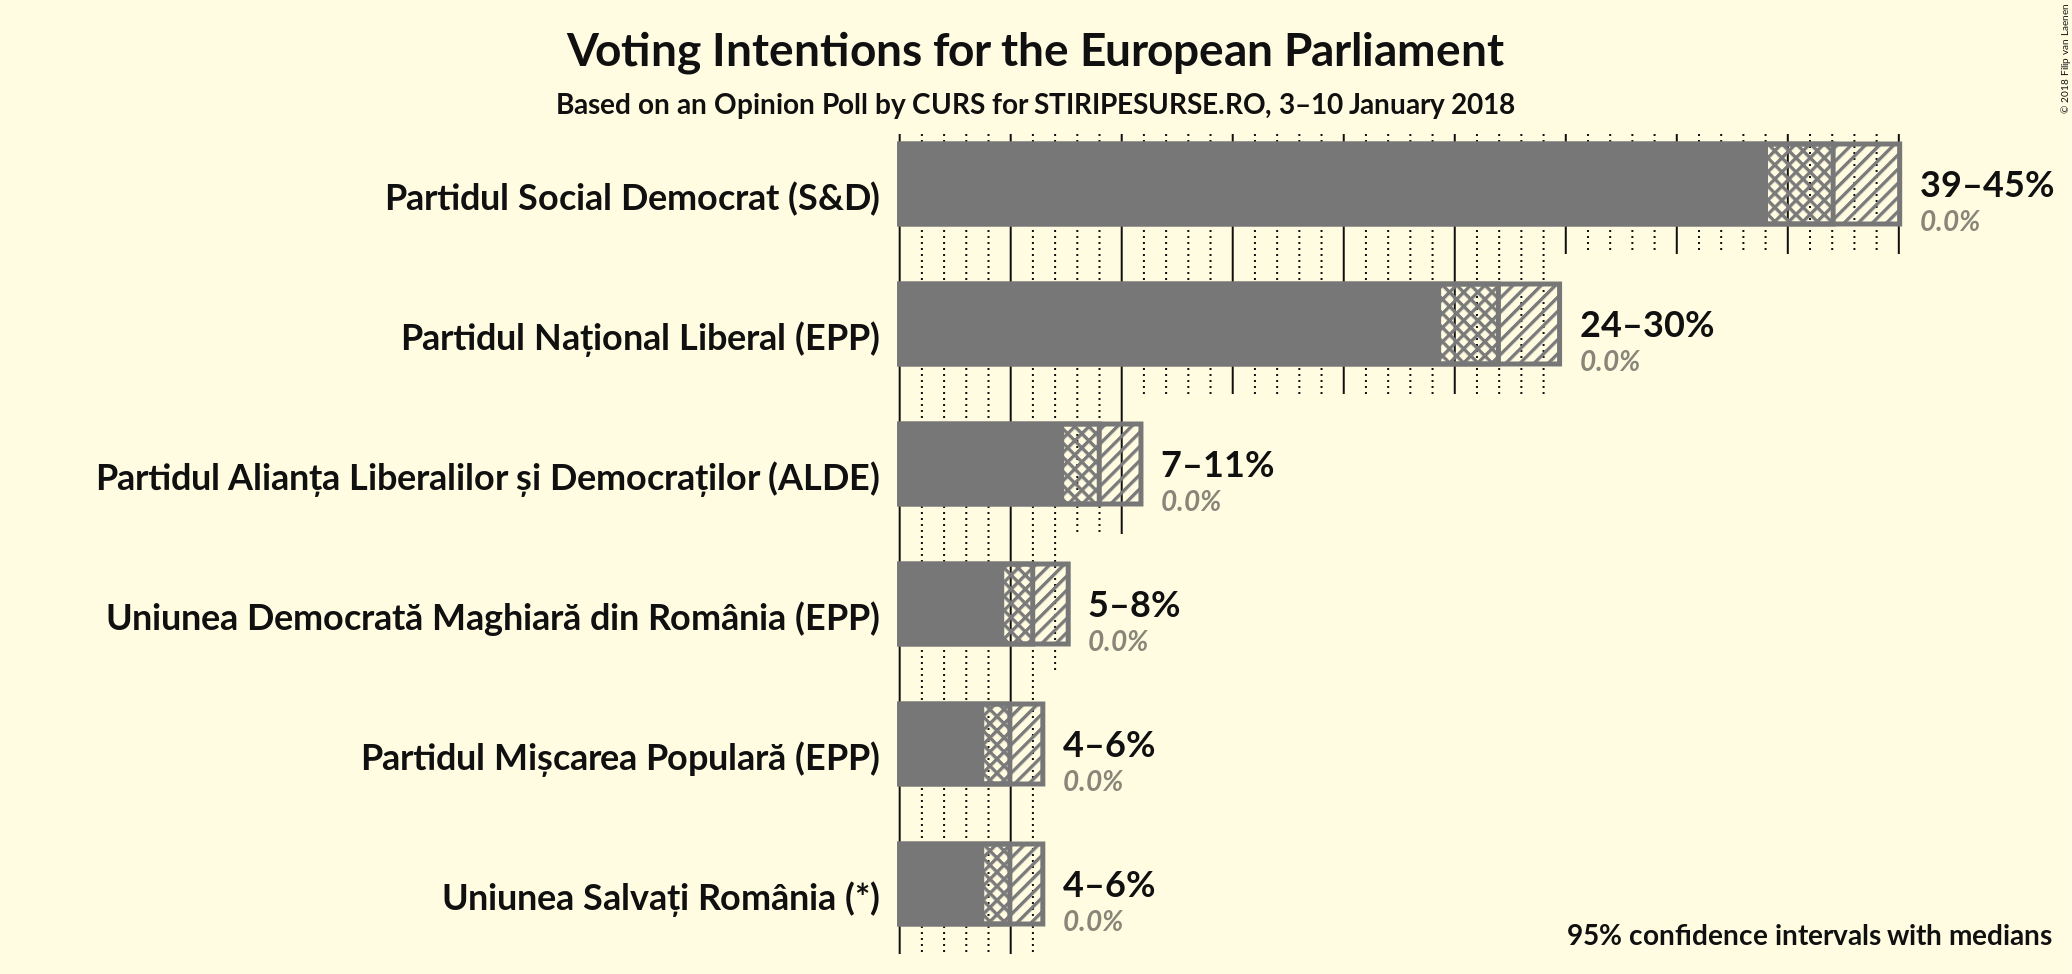 Voting Intentions for the European Parliament
Based on an Opinion Poll by CURS for STIRIPESURSE.RO, 3–10 January 2018
© 2018 Filip van Laenen
Partidul Social Democrat (S&D)
39–45%
0.0%
Partidul Național Liberal (EPP)
24–30%
0.0%
Partidul Alianța Liberalilor și Democraților (ALDE)
7–11%
0.0%
Uniunea Democrată Maghiară din România (EPP)
5–8%
0.0%
Partidul Mișcarea Populară (EPP)
4–6%
0.0%
Uniunea Salvați România (*)
4–6%
0.0%
95% confidence intervals with medians